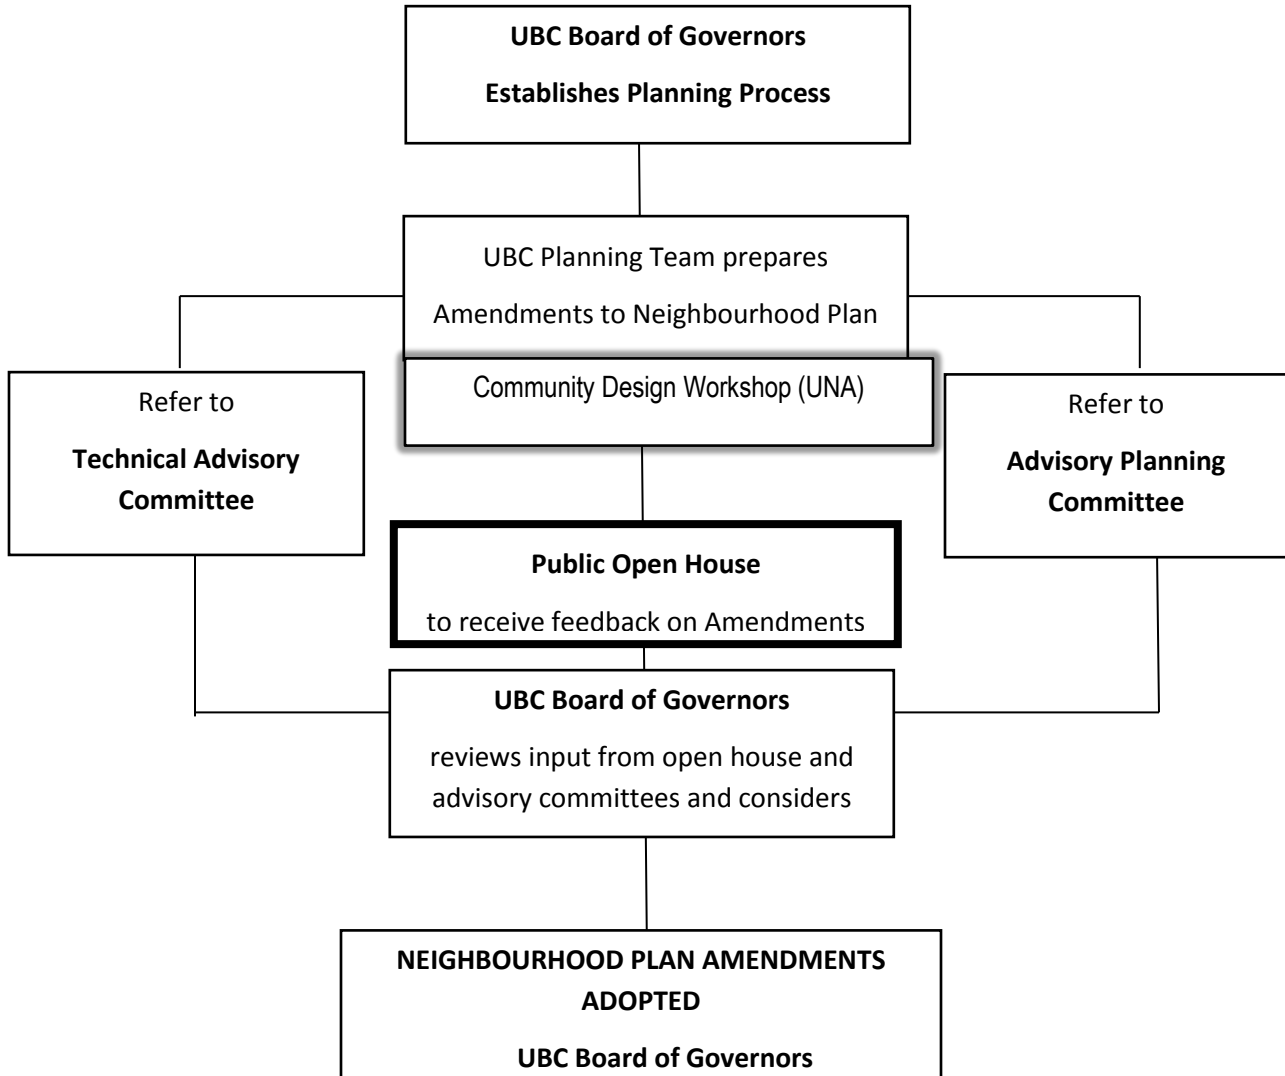 UBC Board of Governors
Establishes Planning Process
UBC Planning Team prepares
Amendments to Neighbourhood Plan
Community Design Workshop (UNA)
Refer to
Technical Advisory
Committee
Refer to
Advisory Planning
Committee
Public Open House
to receive feedback on Amendments
UBC Board of Governors
reviews input from open house and
advisory committees and considers
NEIGHBOURHOOD PLAN AMENDMENTS
ADOPTED
UBC Board of Governors